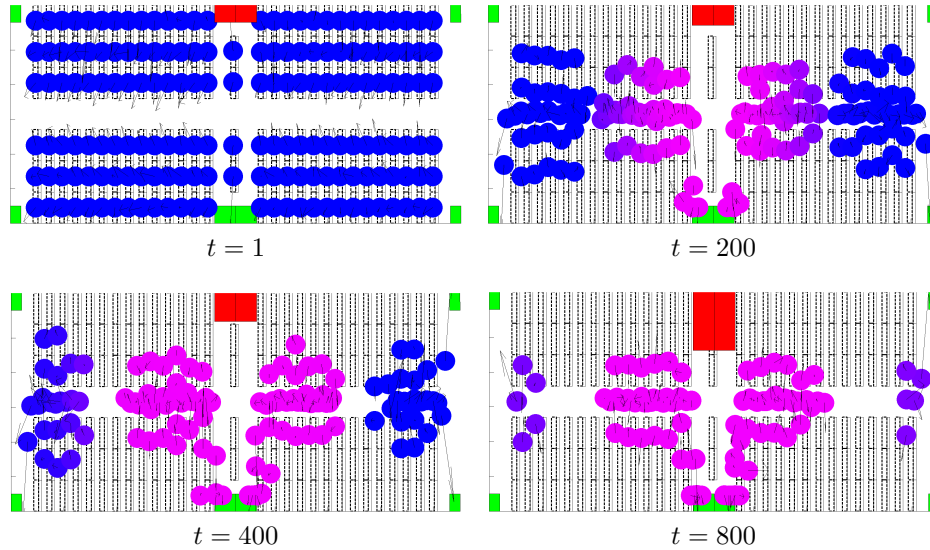 t = 1
t = 200
t = 400
t = 800